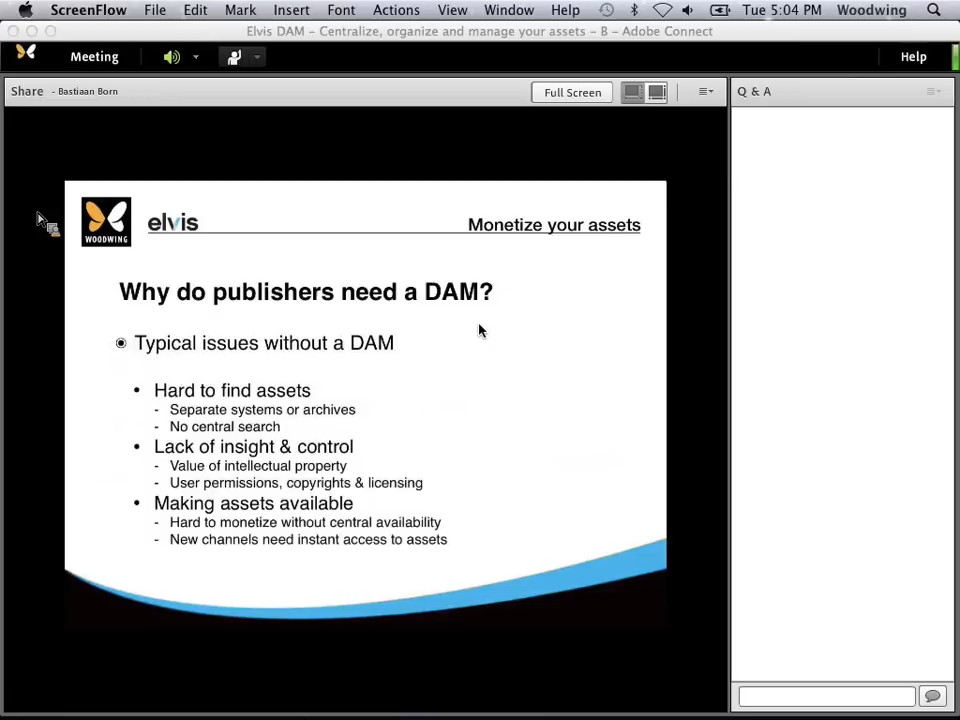 ScreenFlow File Edit Mark Insert Font Actions View Window Help Tue 5:04 PM Woodwing
Elvis DAM – Centralize, organize and manage your assets – B – Adobe Connect
Meeting Help
Share - Bastiaan Born Full Screen Q & A
WOODWING elvis Monetize your assets
Why do publishers need a DAM?
Typical issues without a DAM
• Hard to find assets
- Separate systems or archives
- No central search
• Lack of insight & control
- Value of intellectual property
- User permissions, copyrights & licensing
• Making assets available
- Hard to monetize without central availability
- New channels need instant access to assets